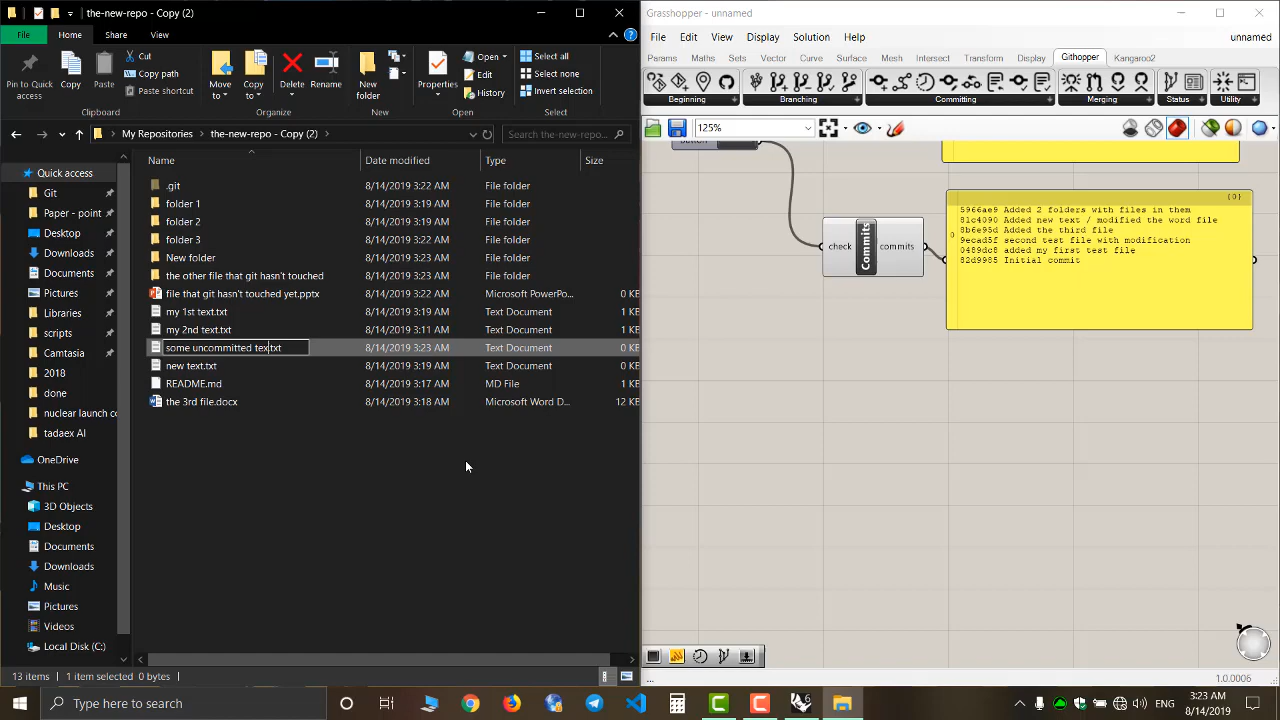 the-new-repo - Copy (2)
File
Home
Share
View
Pin to Quick access
Copy
Paste
Cut
Copy path
Paste shortcut
Clipboard
Move to
Copy to
Delete
Rename
Organize
New folder
New
Properties
Open
Edit
History
Open
Select all
Select none
Invert selection
Select
My Repositories > the-new-repo - Copy (2) >
Search the-new-repo-...
Name Date modified Type Size
Quick access
Git
Paper - point
Desktop
Downloads
Documents
Pictures
Libraries
scripts
Camtasia
2018
done
nuclear launch co
tadaex AI
OneDrive
This PC
3D Objects
Desktop
Documents
Downloads
Music
Pictures
Videos
Local Disk (C:)
.git 8/14/2019 3:22 AM File folder
folder 1 8/14/2019 3:19 AM File folder
folder 2 8/14/2019 3:19 AM File folder
folder 3 8/14/2019 3:22 AM File folder
New folder 8/14/2019 3:22 AM File folder
the other file that git hasn't touched 8/14/2019 3:22 AM File folder
file that git hasn't touched yet.pptx 8/14/2019 3:22 AM Microsoft PowerPo... 0 KB
my 1st text.txt 8/14/2019 3:19 AM Text Document 0 KB
my 2nd text.txt 8/14/2019 3:11 AM Text Document 0 KB
some uncommitted tex.txt 8/14/2019 3:23 AM Text Document 0 KB
new text.txt 8/14/2019 3:19 AM Text Document 0 KB
README.md 8/14/2019 3:17 AM MD File 1 KB
the 3rd file.docx 8/14/2019 3:18 AM Microsoft Word D... 12 KB
13 items
1 item selected 0 bytes
Grasshopper - unnamed
File Edit View Display Solution Help
unnamed
Params Maths Sets Vector Curve Surface Mesh Intersect Transform Display Githopper Kangaroo2
Beginning
Branching
Committing
Merging
Status
Utility
125%
check
Commits
commits
{0}
0
5966ae9 Added 2 folders with files in them
81c4090 Added new text / modified the word file
8b6e95d Added the third file
9ecad5f second test file with modification
0489dc8 added my first test file
82d9985 Initial commit
...
1.0.0006
Type here to search
3:23 AM
8/14/2019